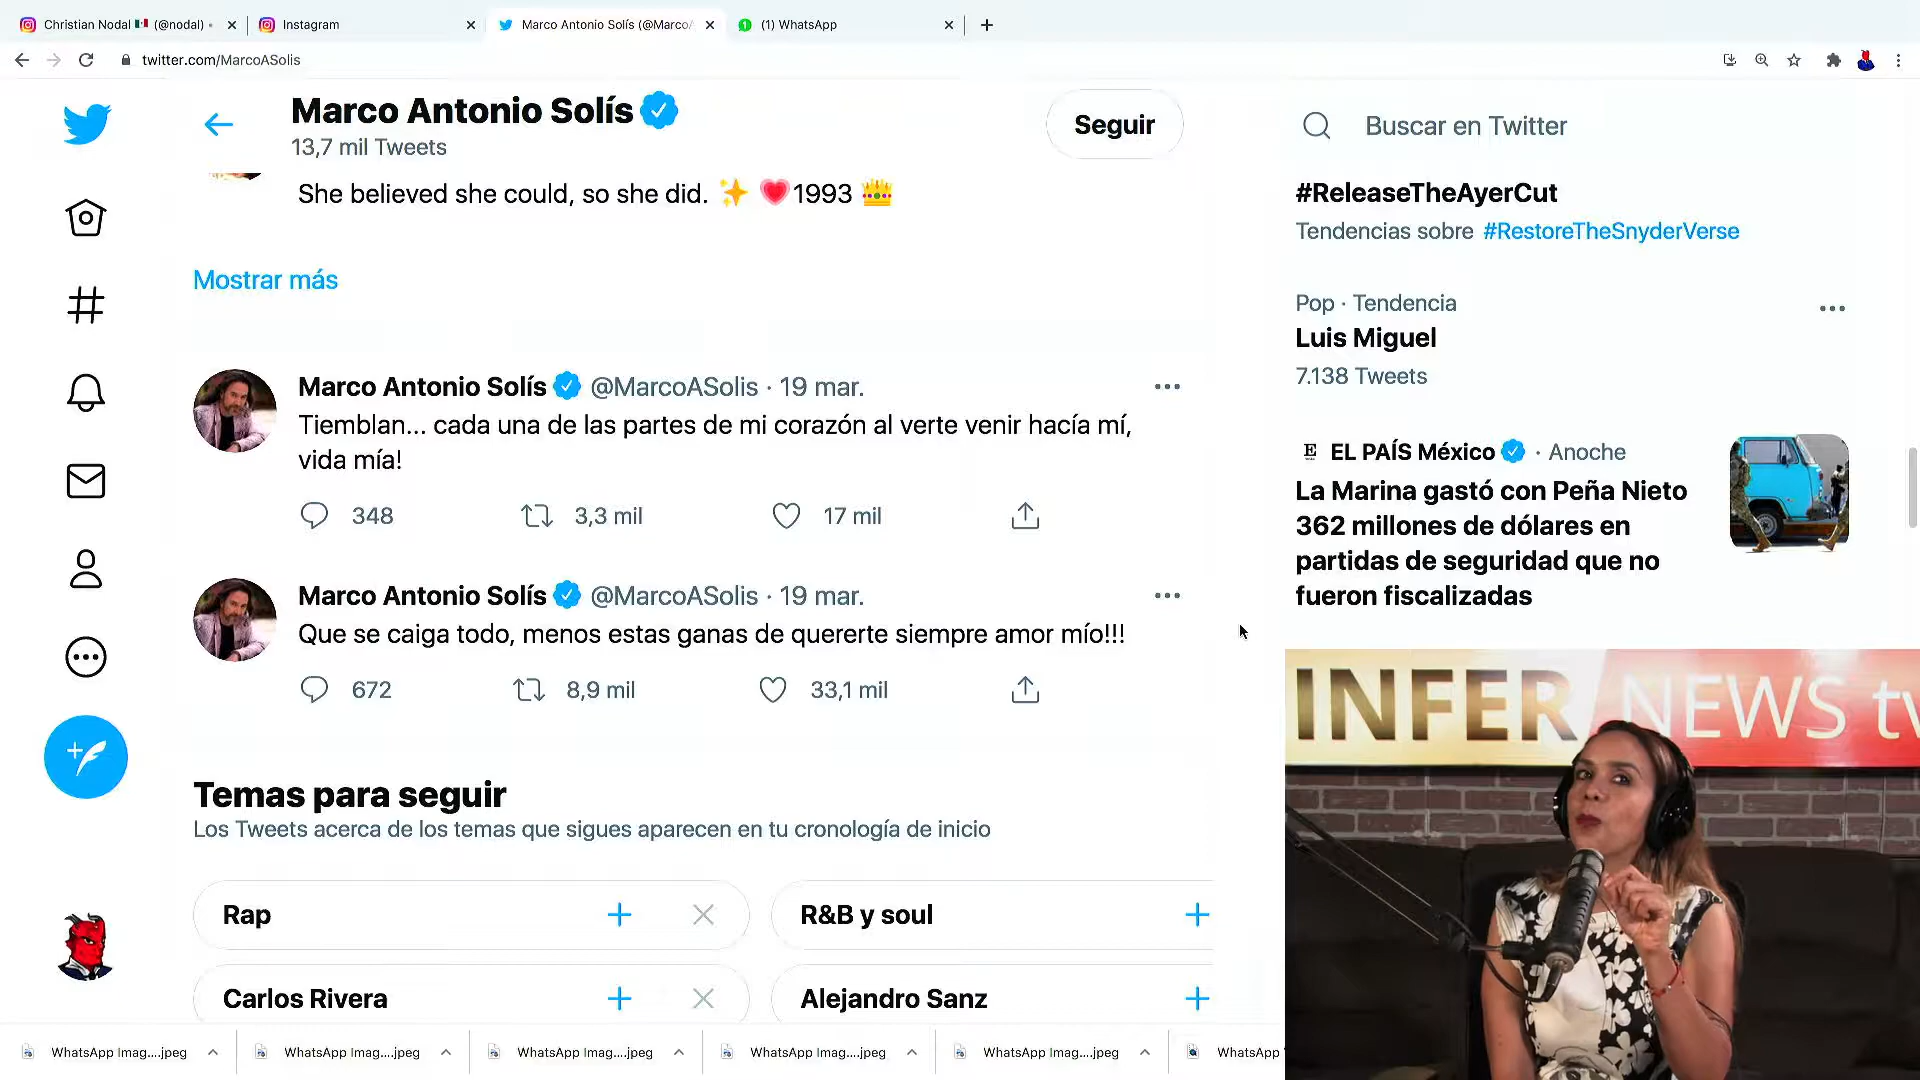 Christian Nodal 🇲🇽 (@nodal) •
Instagram
Marco Antonio Solís (@Marco
(1) WhatsApp
twitter.com/MarcoASolis
Marco Antonio Solís
13,7 mil Tweets
Seguir
She believed she could, so she did. ✨ 💗1993 👑
Mostrar más
Marco Antonio Solís @MarcoASolis · 19 mar.
Tiemblan... cada una de las partes de mi corazón al verte venir hacía mí,
vida mía!
348 3,3 mil 17 mil
Marco Antonio Solís @MarcoASolis · 19 mar.
Que se caiga todo, menos estas ganas de quererte siempre amor mío!!!
672 8,9 mil 33,1 mil
Temas para seguir
Los Tweets acerca de los temas que sigues aparecen en tu cronología de inicio
Rap
R&B y soul
Carlos Rivera
Alejandro Sanz
Buscar en Twitter
#ReleaseTheAyerCut
Tendencias sobre #RestoreTheSnyderVerse
Pop · Tendencia
Luis Miguel
7.138 Tweets
EL PAÍS México · Anoche
La Marina gastó con Peña Nieto
362 millones de dólares en
partidas de seguridad que no
fueron fiscalizadas
INFER NEWS tv
WhatsApp Imag....jpeg
WhatsApp Imag....jpeg
WhatsApp Imag....jpeg
WhatsApp Imag....jpeg
WhatsApp Imag....jpeg
WhatsApp